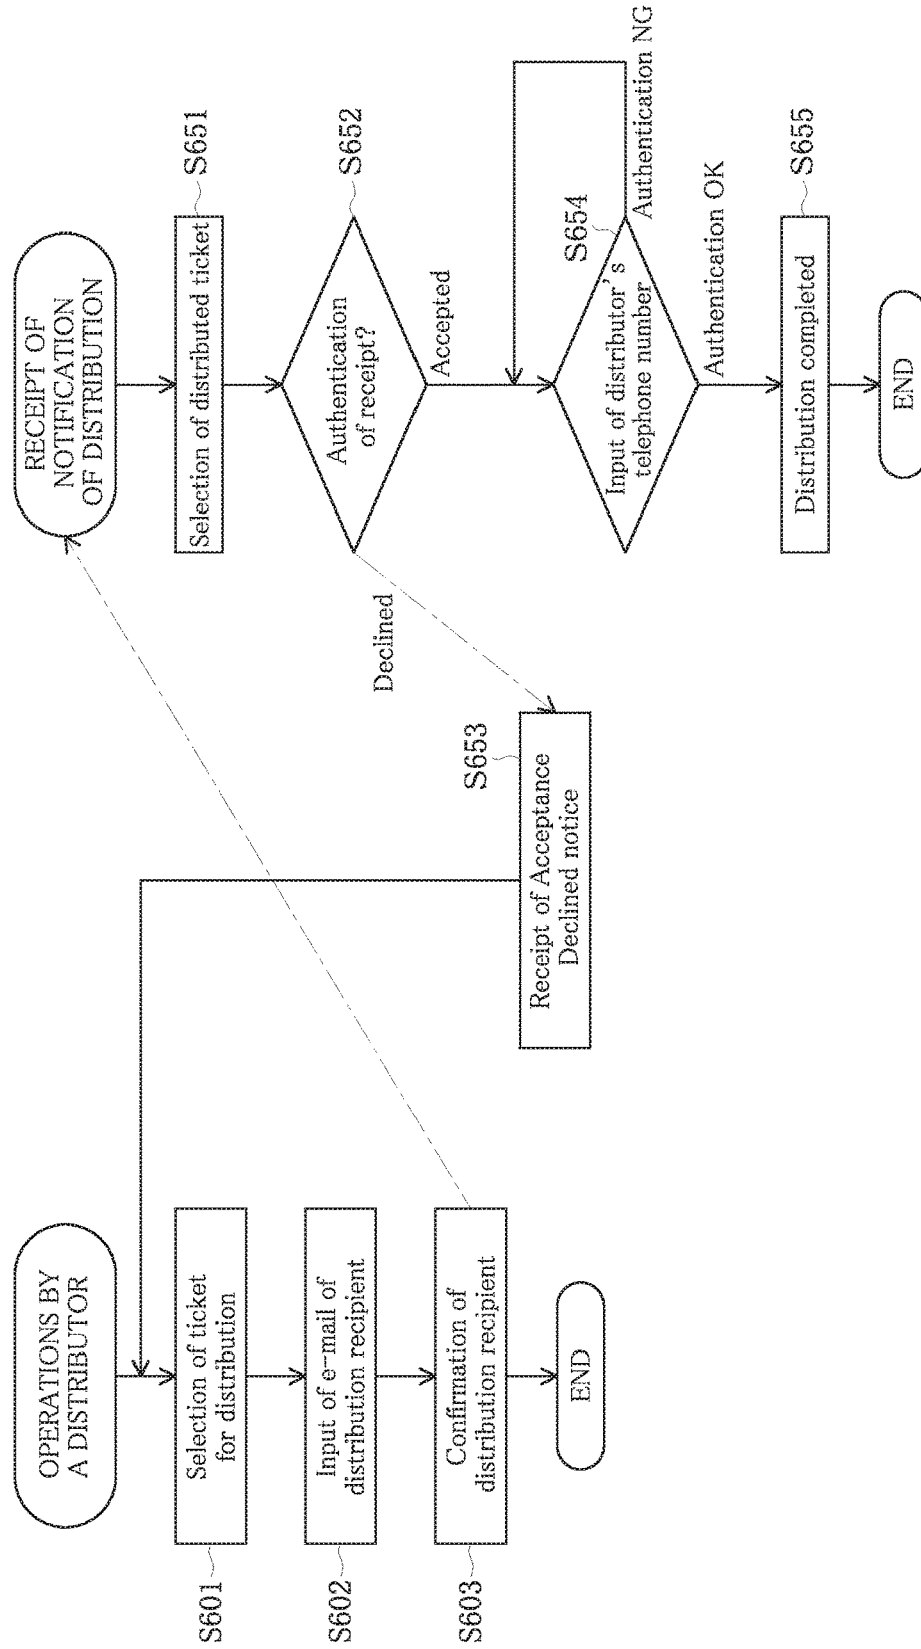 OPERATIONS BY
A DISTRIBUTOR
S601
Selection of ticket
for distribution
S602
Input of e-mail of
distribution recipient
S603
Confirmation of
distribution recipient
END
S653
Receipt of Acceptance
Declined notice
RECEIPT OF
NOTIFICATION
OF DISTRIBUTION
S651
Selection of distributed ticket
S652
Authentication
of receipt?
Declined
Accepted
S654
Input of distributor's
telephone number
Authentication NG
Authentication OK
S655
Distribution completed
END